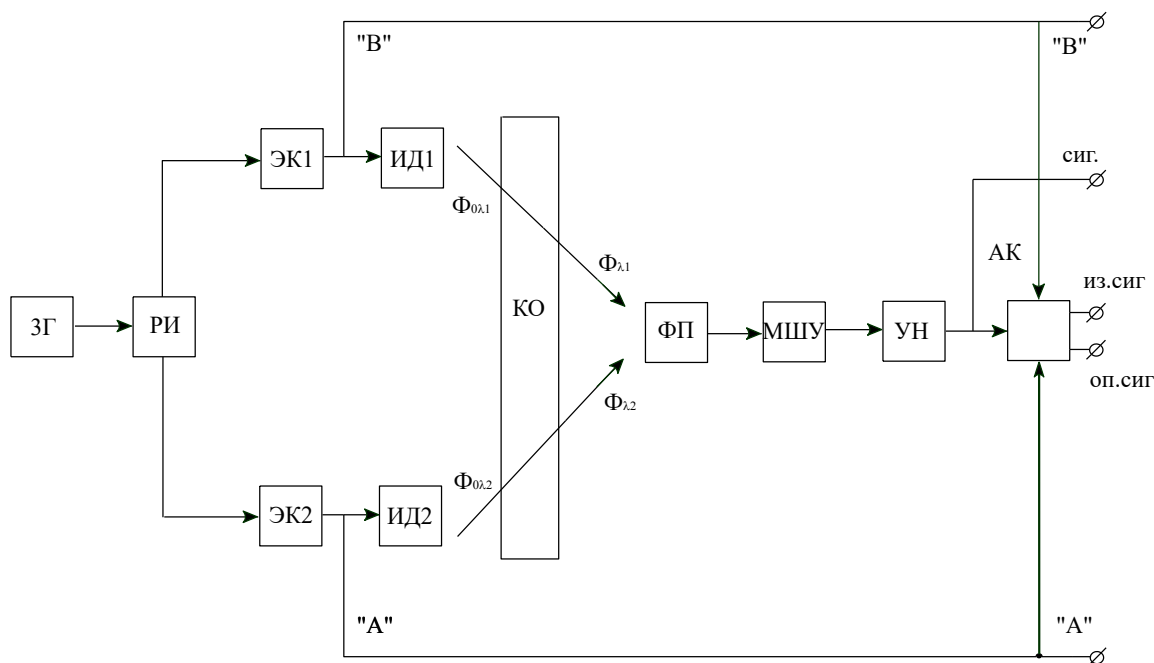 "В"
"В"
ЭК1
ИД1
сиг.
Ф0λ1
Фλ1
АК
из.сиг
ЗГ
РИ
КО
ФП
МШУ
УН
оп.сиг
Фλ2
Ф0λ2
ЭК2
ИД2
"А"
"А"